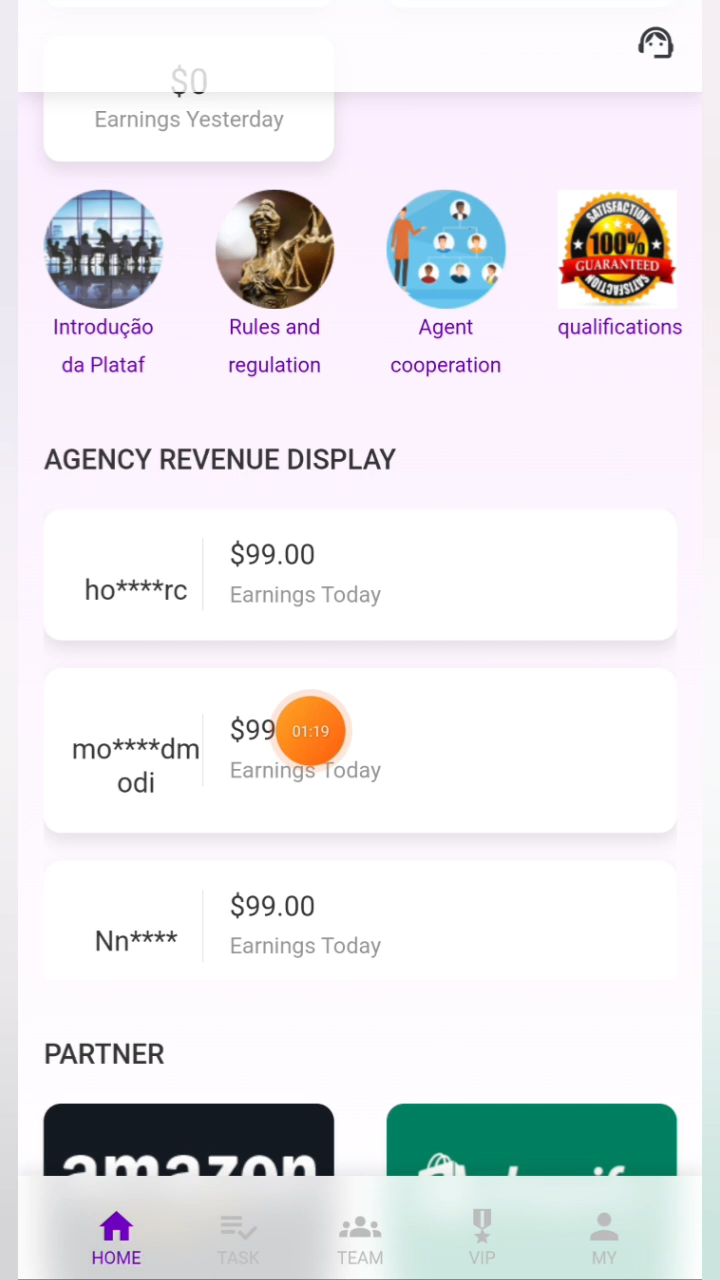 $0
Earnings Yesterday
SATISFACTION
100%
GUARANTEED
SATISFACTION
Introdução
da Plataf
Rules and
regulation
Agent
cooperation
qualifications
AGENCY REVENUE DISPLAY
ho****rc
$99.00
Earnings Today
mo****dm
odi
$99
01:19
Earnings Today
Nn****
$99.00
Earnings Today
PARTNER
amazon
HOME
TASK
TEAM
VIP
MY